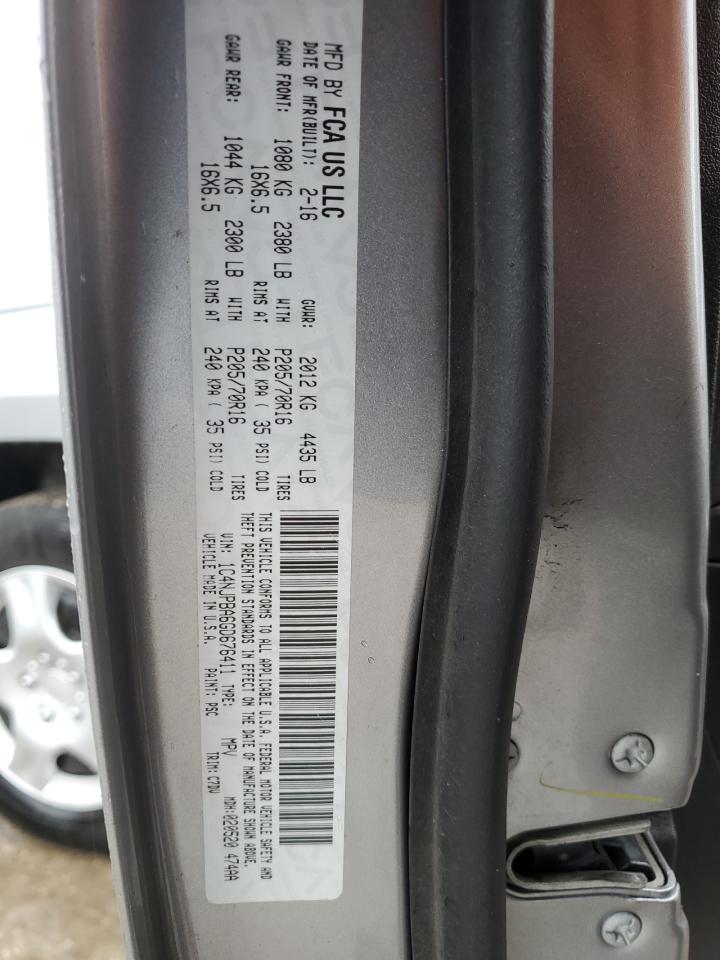 MFD BY FCA US LLC
DATE OF MFR(BUILT): 2-16 GVWR: 2012 KG 4435 LB
GAWR FRONT: 1080 KG 2380 LB WITH P205/70R16 TIRES
16X6.5 RIMS AT 240 KPA ( 35 PSI) COLD
GAWR REAR: 1044 KG 2300 LB WITH P205/70R16 TIRES
16X6.5 RIMS AT 240 KPA ( 35 PSI) COLD
THIS VEHICLE CONFORMS TO ALL APPLICABLE U.S.A. FEDERAL MOTOR VEHICLE SAFETY AND
THEFT PREVENTION STANDARDS IN EFFECT ON THE DATE OF MANUFACTURE SHOWN ABOVE.
VIN: 1C4NJPBA6GD676411 TYPE: MPV MDH:020520 474AA
VEHICLE MADE IN U.S.A. PAINT: PSC TRIM: C7DV